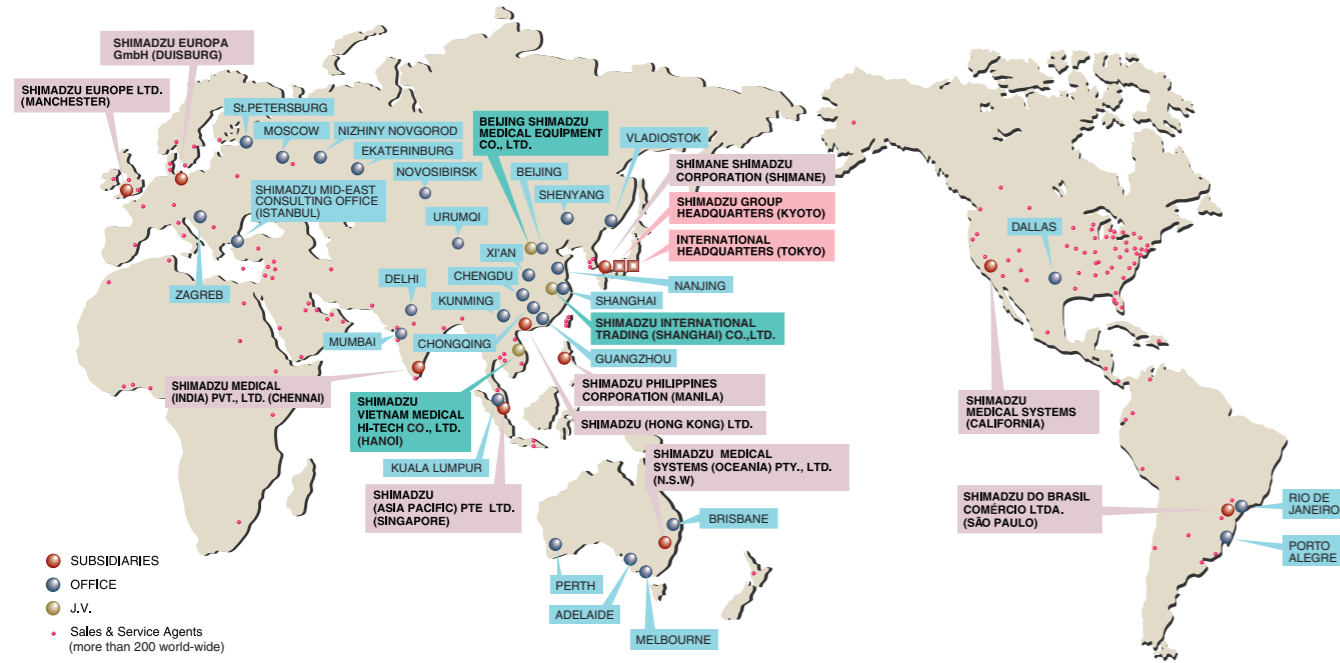 SHIMADZU EUROPA
GmbH (DUISBURG)
SHIMADZU EUROPE LTD.
(MANCHESTER)
St.PETERSBURG
MOSCOW
NIZHINY NOVGOROD
EKATERINBURG
NOVOSIBIRSK
SHIMADZU MID-EAST
CONSULTING OFFICE
(ISTANBUL)
URUMQI
ZAGREB
BEIJING SHIMADZU
MEDICAL EQUIPMENT
CO., LTD.
BEIJING
VLADIOSTOK
SHENYANG
SHIMANE SHIMADZU
CORPORATION (SHIMANE)
SHIMADZU GROUP
HEADQUARTERS (KYOTO)
INTERNATIONAL
HEADQUARTERS (TOKYO)
XI'AN
CHENGDU
DELHI
KUNMING
NANJING
SHANGHAI
MUMBAI
CHONGQING
SHIMADZU INTERNATIONAL
TRADING (SHANGHAI) CO.,LTD.
GUANGZHOU
SHIMADZU MEDICAL
(INDIA) PVT., LTD. (CHENNAI)
SHIMADZU
VIETNAM MEDICAL
HI-TECH CO., LTD.
(HANOI)
SHIMADZU PHILIPPINES
CORPORATION (MANILA)
SHIMADZU (HONG KONG) LTD.
KUALA LUMPUR
SHIMADZU
(ASIA PACIFIC) PTE LTD.
(SINGAPORE)
SHIMADZU MEDICAL
SYSTEMS (OCEANIA) PTY., LTD.
(N.S.W)
BRISBANE
PERTH
ADELAIDE
MELBOURNE
DALLAS
SHIMADZU
MEDICAL SYSTEMS
(CALIFORNIA)
SHIMADZU DO BRASIL
COMÉRCIO LTDA.
(SÃO PAULO)
RIO DE
JANEIRO
PORTO
ALEGRE
SUBSIDIARIES
OFFICE
J.V.
Sales & Service Agents
(more than 200 world-wide)